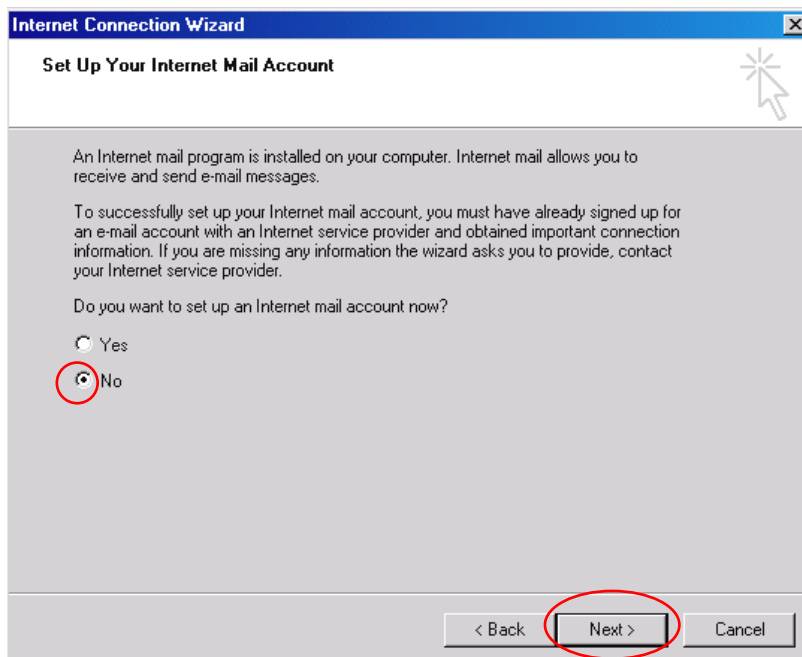 Internet Connection Wizard
Set Up Your Internet Mail Account
An Internet mail program is installed on your computer. Internet mail allows you to
receive and send e-mail messages.
To successfully set up your Internet mail account, you must have already signed up for
an e-mail account with an Internet service provider and obtained important connection
information. If you are missing any information the wizard asks you to provide, contact
your Internet service provider.
Do you want to set up an Internet mail account now?
Yes
No
< Back Next > Cancel